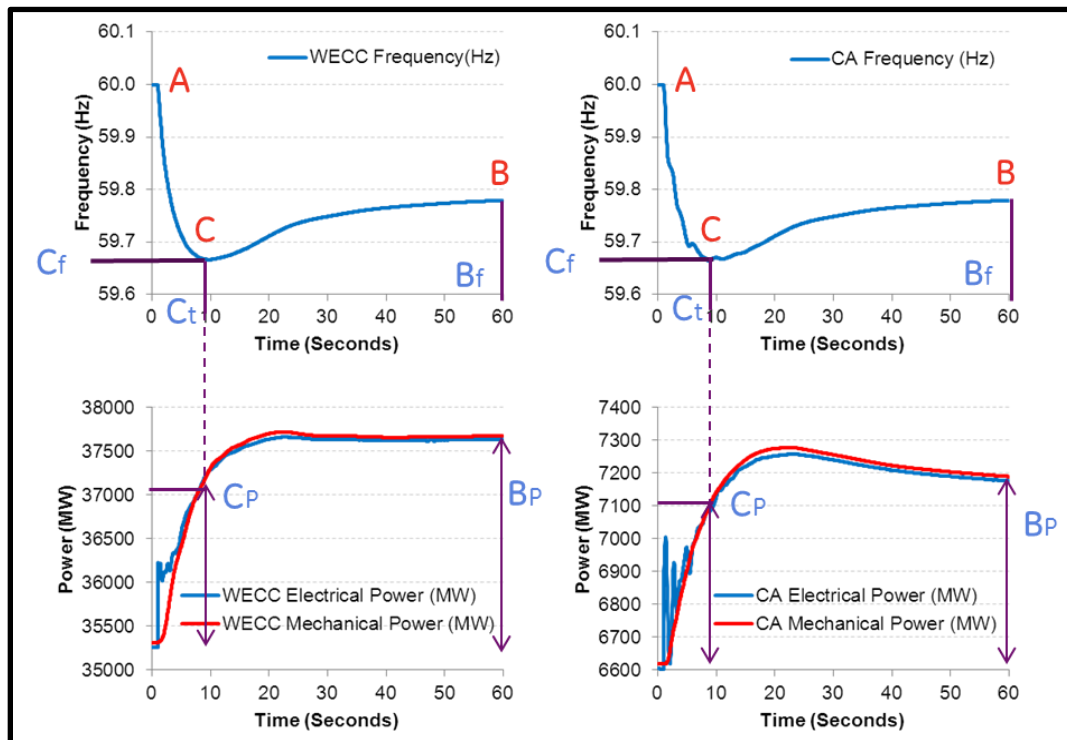 60.1
60.0
59.9
59.8
59.7
59.6
Frequency (Hz)
WECC Frequency(Hz)
A
B
C
Cf
Bf
Ct
0 10 20 30 40 50 60
Time (Seconds)
60.1
60.0
59.9
59.8
59.7
59.6
Frequency (Hz)
CA Frequency (Hz)
A
B
C
Cf
Bf
Ct
0 10 20 30 40 50 60
Time (Seconds)
38000
37500
37000
36500
36000
35500
35000
Power (MW)
CP
BP
WECC Electrical Power (MW)
WECC Mechanical Power (MW)
0 10 20 30 40 50 60
Time (Seconds)
7400
7300
7200
7100
7000
6900
6800
6700
6600
Power (MW)
CP
BP
CA Electrical Power (MW)
CA Mechanical Power (MW)
0 10 20 30 40 50 60
Time (Seconds)